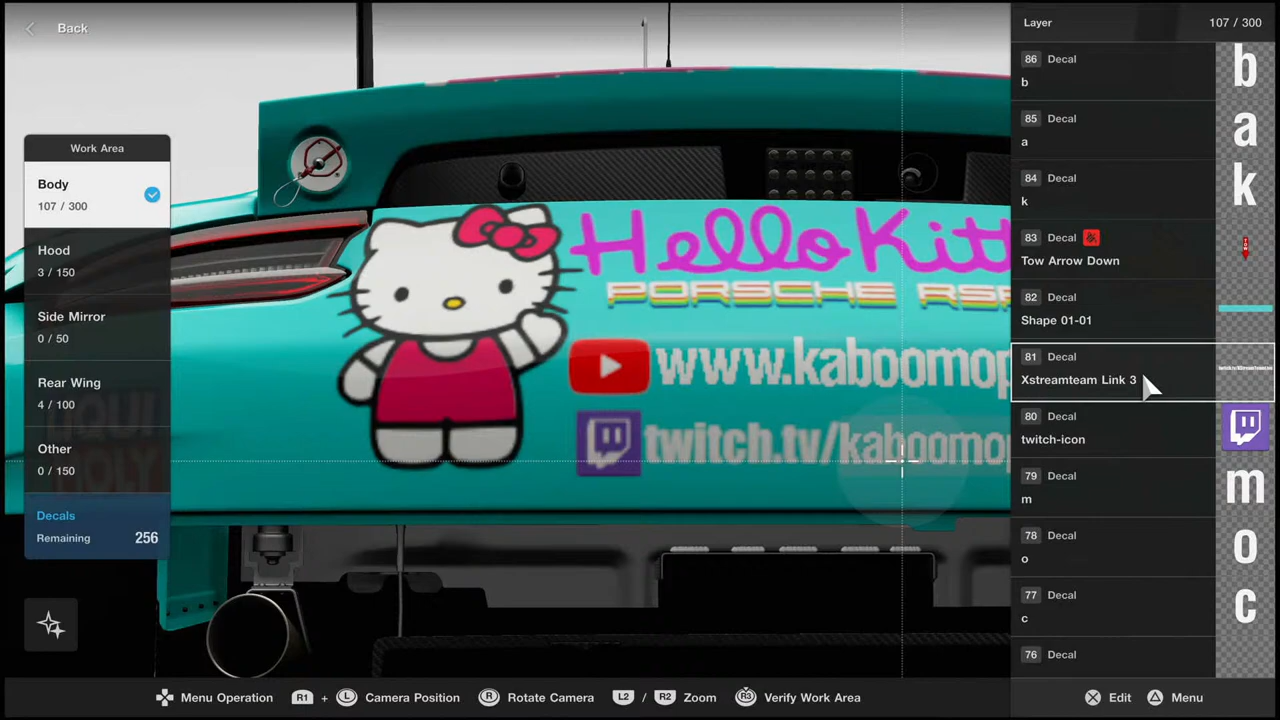 Back
Layer
107 / 300
Work Area
Body
107 / 300
Hood
3 / 150
Side Mirror
0 / 50
Rear Wing
4 / 100
Other
0 / 150
Decals
Remaining 256
LIQUI
MOLY
Hello Kitt
PORSCHE RSR
www.kaboomop
twitch.tv/kaboomop
86 Decal
b
b
85 Decal
a
a
84 Decal
k
k
83 Decal
Tow Arrow Down
82 Decal
Shape 01-01
81 Decal
Xstreamteam Link 3
80 Decal
twitch-icon
79 Decal
m
m
78 Decal
o
o
77 Decal
c
c
76 Decal
Menu Operation
R1 + L Camera Position
R Rotate Camera
L2 / R2 Zoom
R3 Verify Work Area
Edit
Menu